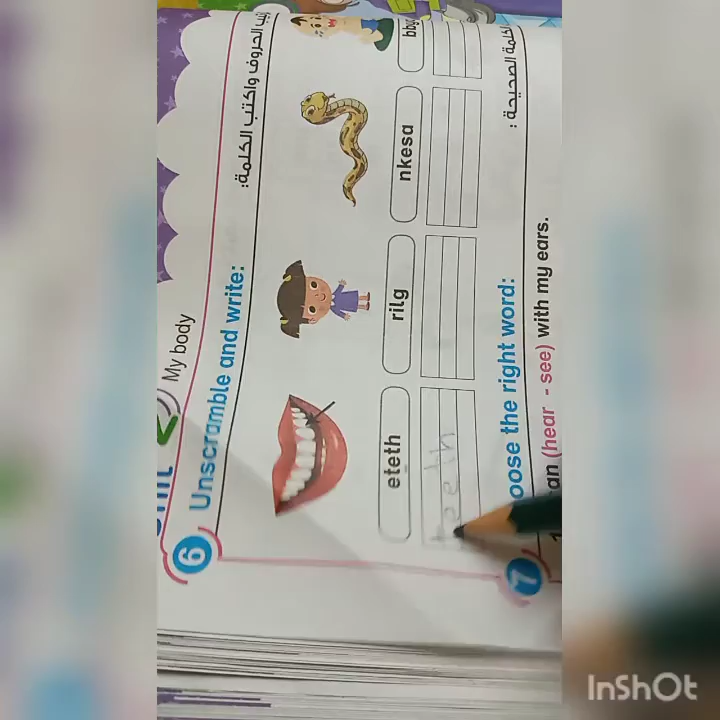 My body
6 Unscramble and write:
رتب الحروف واكتب الكلمة:
eteth
rilg
nkesa
teeth
7
oose the right word:
الصحيحة :
an (hear - see) with my ears.
InShOt